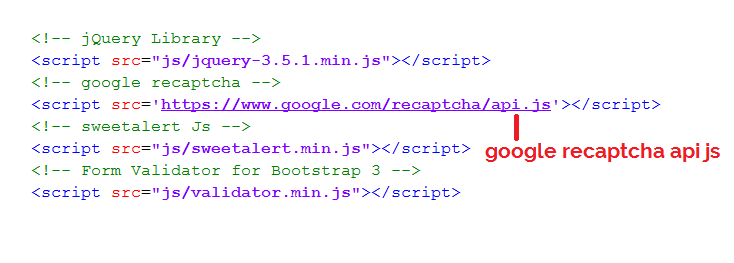 <!-- jQuery Library -->
<script src="js/jquery-3.5.1.min.js"></script>
<!-- google recaptcha -->
<script src='https://www.google.com/recaptcha/api.js'></script>
<!-- sweetalert Js -->
<script src="js/sweetalert.min.js"></script>
google recaptcha api js
<!-- Form Validator for Bootstrap 3 -->
<script src="js/validator.min.js"></script>